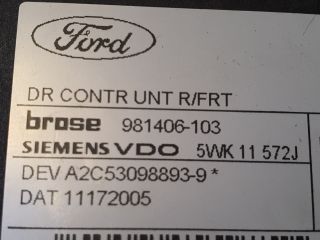 Ford
DR CONTR UNT R/FRT
brose 981406-103
SIEMENS VDO 5WK 11 572J
DEV A2C53098893-9 *
DAT 11172005